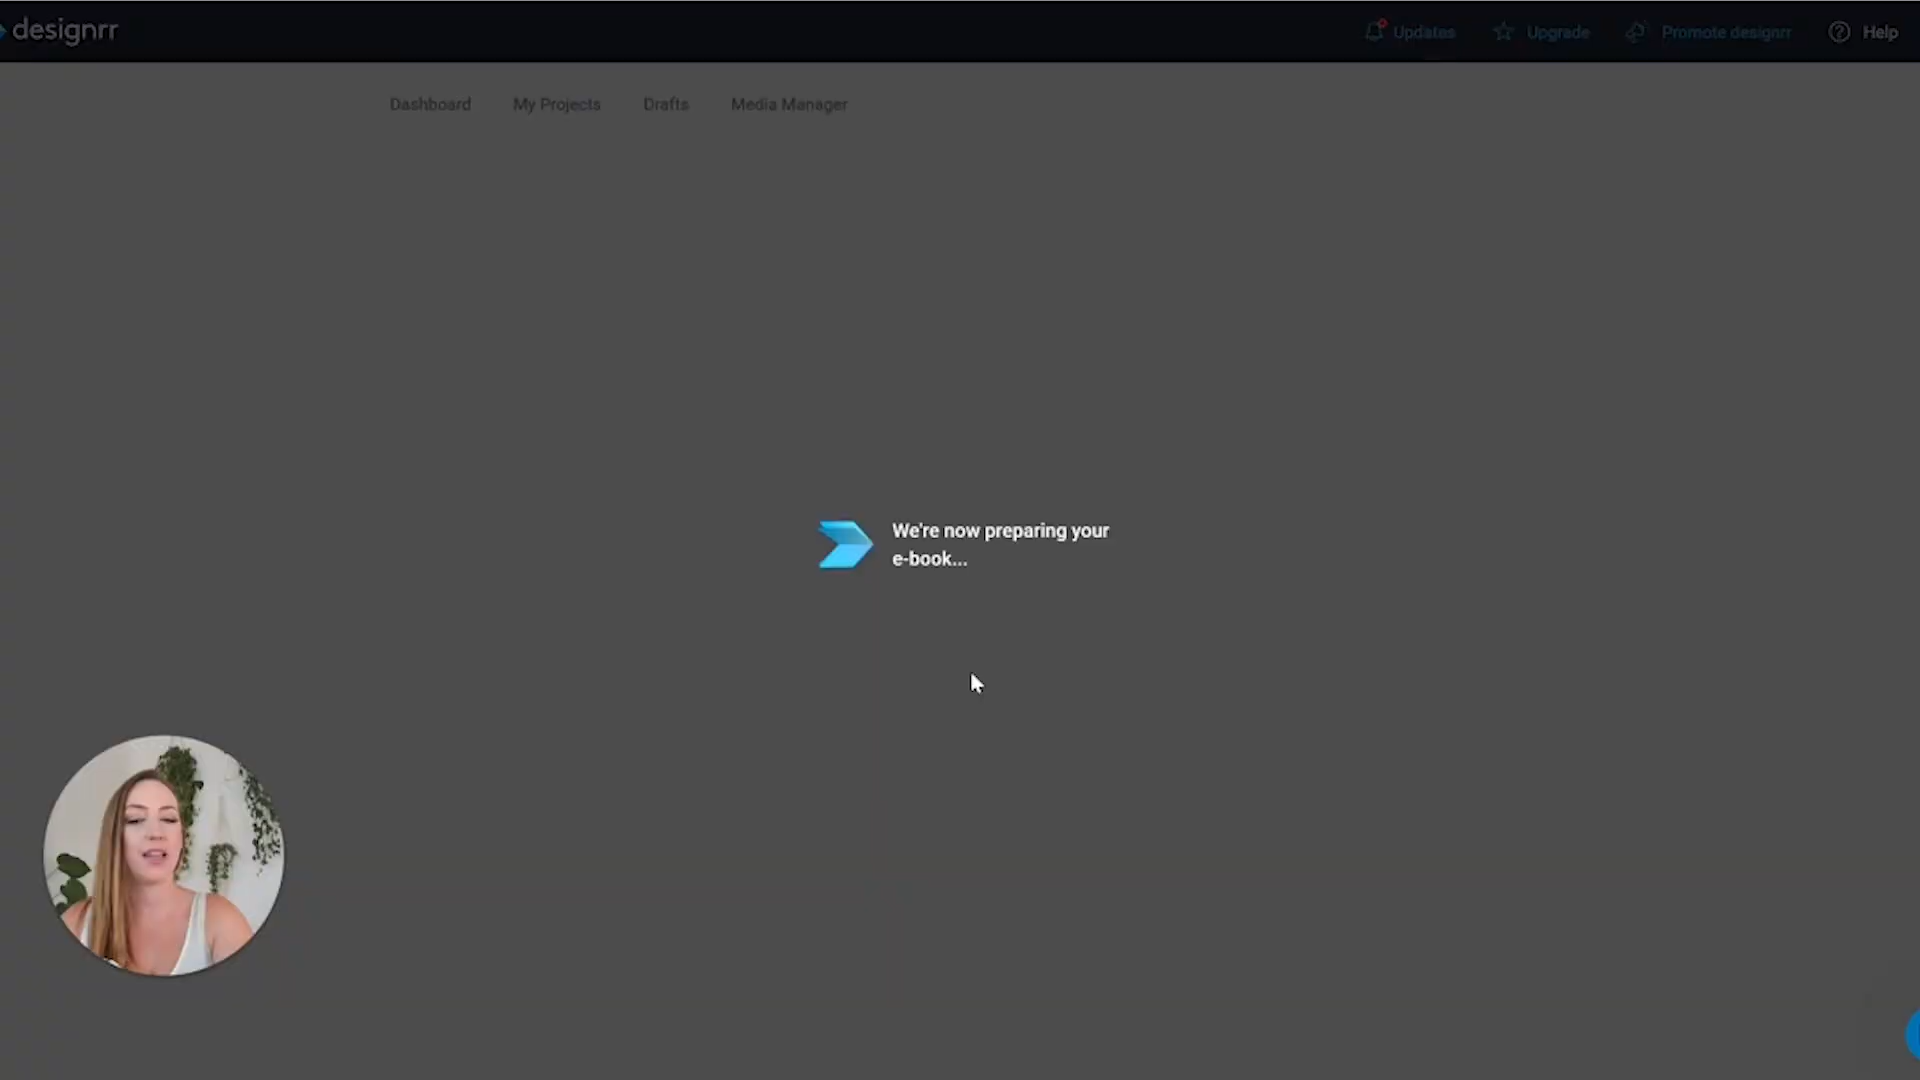 designrr
Updates
Upgrade
Promote designrr
Help
Dashboard
My Projects
Drafts
Media Manager
We're now preparing your
e-book...